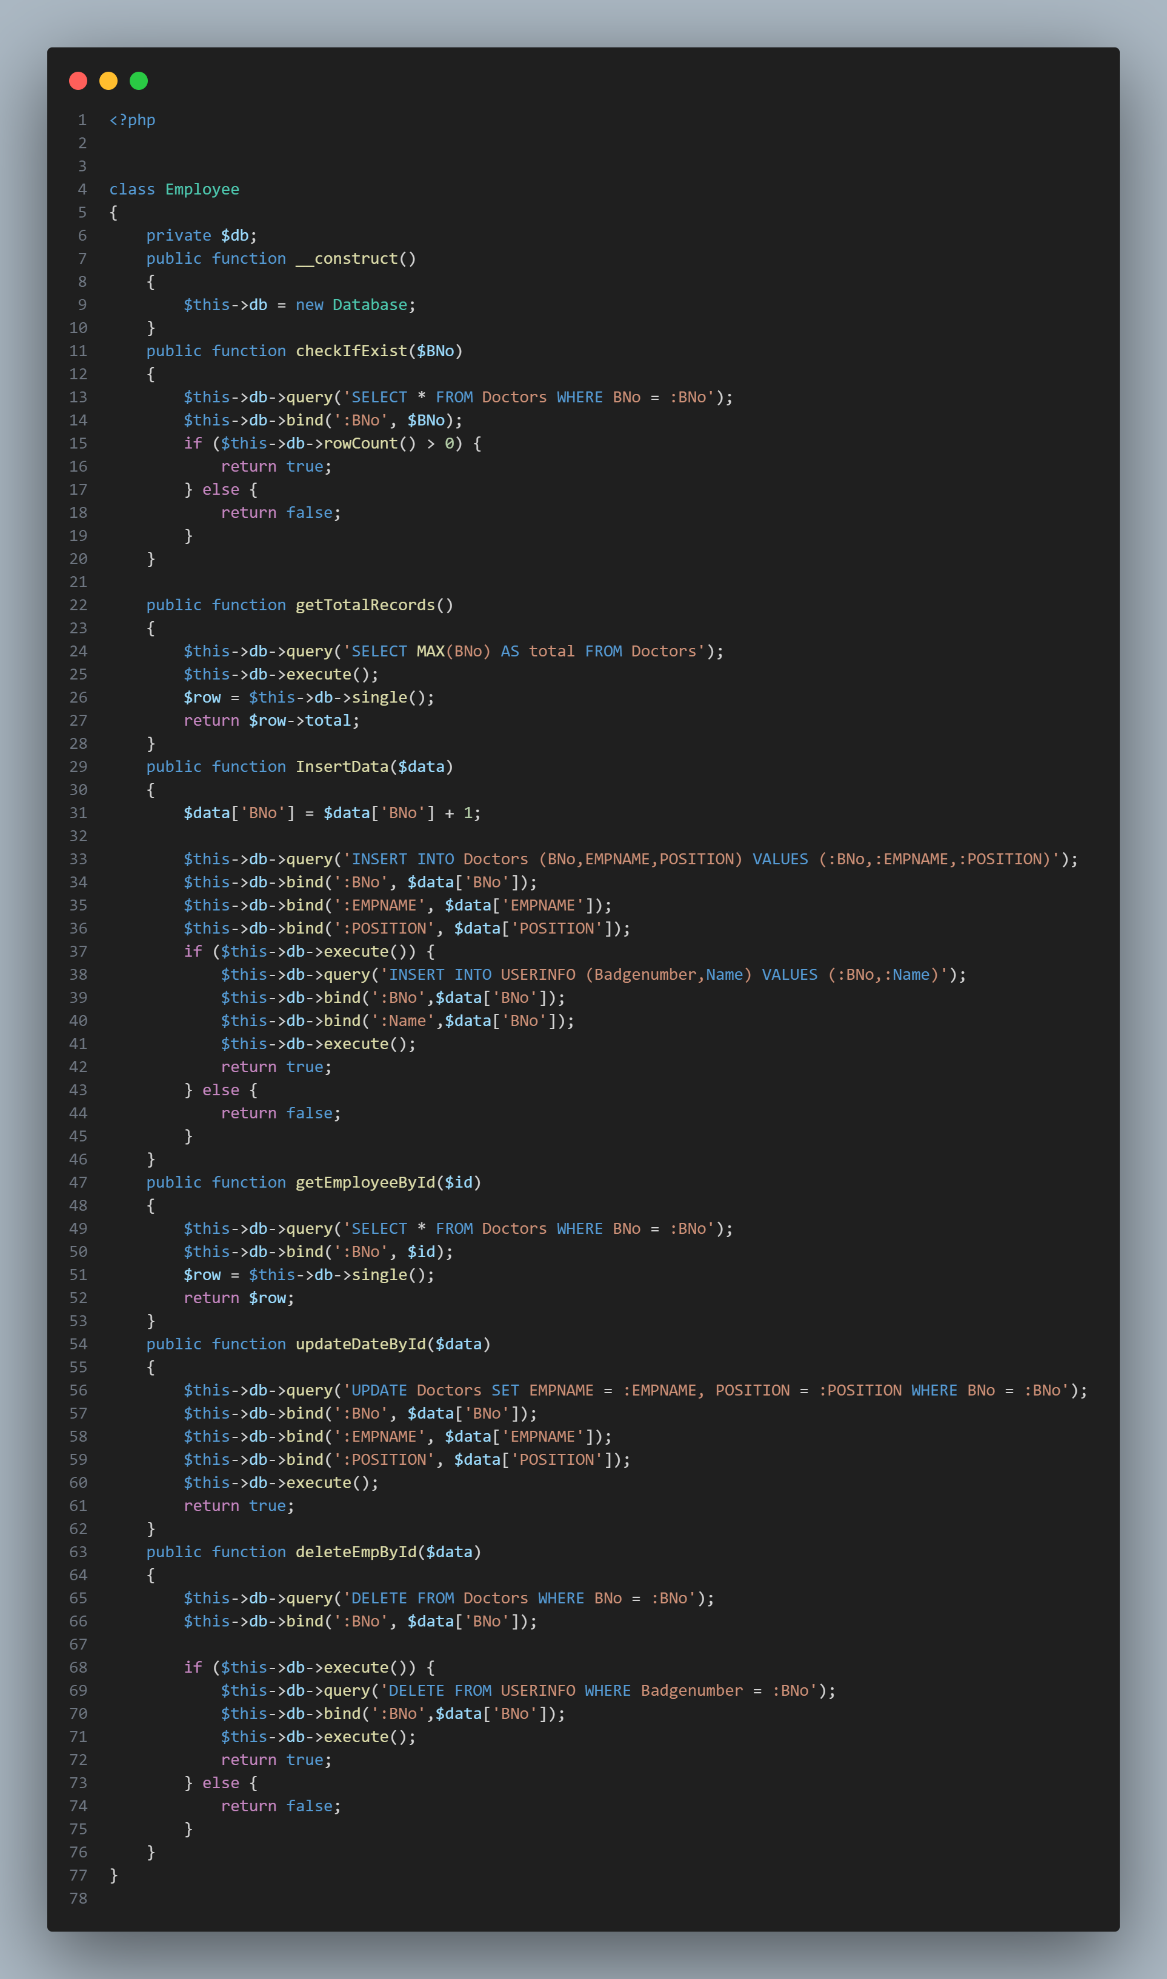 1 <?php
2
3
4 class Employee
5 {
6     private $db;
7     public function __construct()
8     {
9         $this->db = new Database;
10     }
11     public function checkIfExist($BNo)
12     {
13         $this->db->query('SELECT * FROM Doctors WHERE BNo = :BNo');
14         $this->db->bind(':BNo', $BNo);
15         if ($this->db->rowCount() > 0) {
16             return true;
17         } else {
18             return false;
19         }
20     }
21
22     public function getTotalRecords()
23     {
24         $this->db->query('SELECT MAX(BNo) AS total FROM Doctors');
25         $this->db->execute();
26         $row = $this->db->single();
27         return $row->total;
28     }
29     public function InsertData($data)
30     {
31         $data['BNo'] = $data['BNo'] + 1;
32
33         $this->db->query('INSERT INTO Doctors (BNo,EMPNAME,POSITION) VALUES (:BNo,:EMPNAME,:POSITION)');
34         $this->db->bind(':BNo', $data['BNo']);
35         $this->db->bind(':EMPNAME', $data['EMPNAME']);
36         $this->db->bind(':POSITION', $data['POSITION']);
37         if ($this->db->execute()) {
38             $this->db->query('INSERT INTO USERINFO (Badgenumber,Name) VALUES (:BNo,:Name)');
39             $this->db->bind(':BNo',$data['BNo']);
40             $this->db->bind(':Name',$data['BNo']);
41             $this->db->execute();
42             return true;
43         } else {
44             return false;
45         }
46     }
47     public function getEmployeeById($id)
48     {
49         $this->db->query('SELECT * FROM Doctors WHERE BNo = :BNo');
50         $this->db->bind(':BNo', $id);
51         $row = $this->db->single();
52         return $row;
53     }
54     public function updateDateById($data)
55     {
56         $this->db->query('UPDATE Doctors SET EMPNAME = :EMPNAME, POSITION = :POSITION WHERE BNo = :BNo');
57         $this->db->bind(':BNo', $data['BNo']);
58         $this->db->bind(':EMPNAME', $data['EMPNAME']);
59         $this->db->bind(':POSITION', $data['POSITION']);
60         $this->db->execute();
61         return true;
62     }
63     public function deleteEmpById($data)
64     {
65         $this->db->query('DELETE FROM Doctors WHERE BNo = :BNo');
66         $this->db->bind(':BNo', $data['BNo']);
67
68         if ($this->db->execute()) {
69             $this->db->query('DELETE FROM USERINFO WHERE Badgenumber = :BNo');
70             $this->db->bind(':BNo',$data['BNo']);
71             $this->db->execute();
72             return true;
73         } else {
74             return false;
75         }
76     }
77 }
78